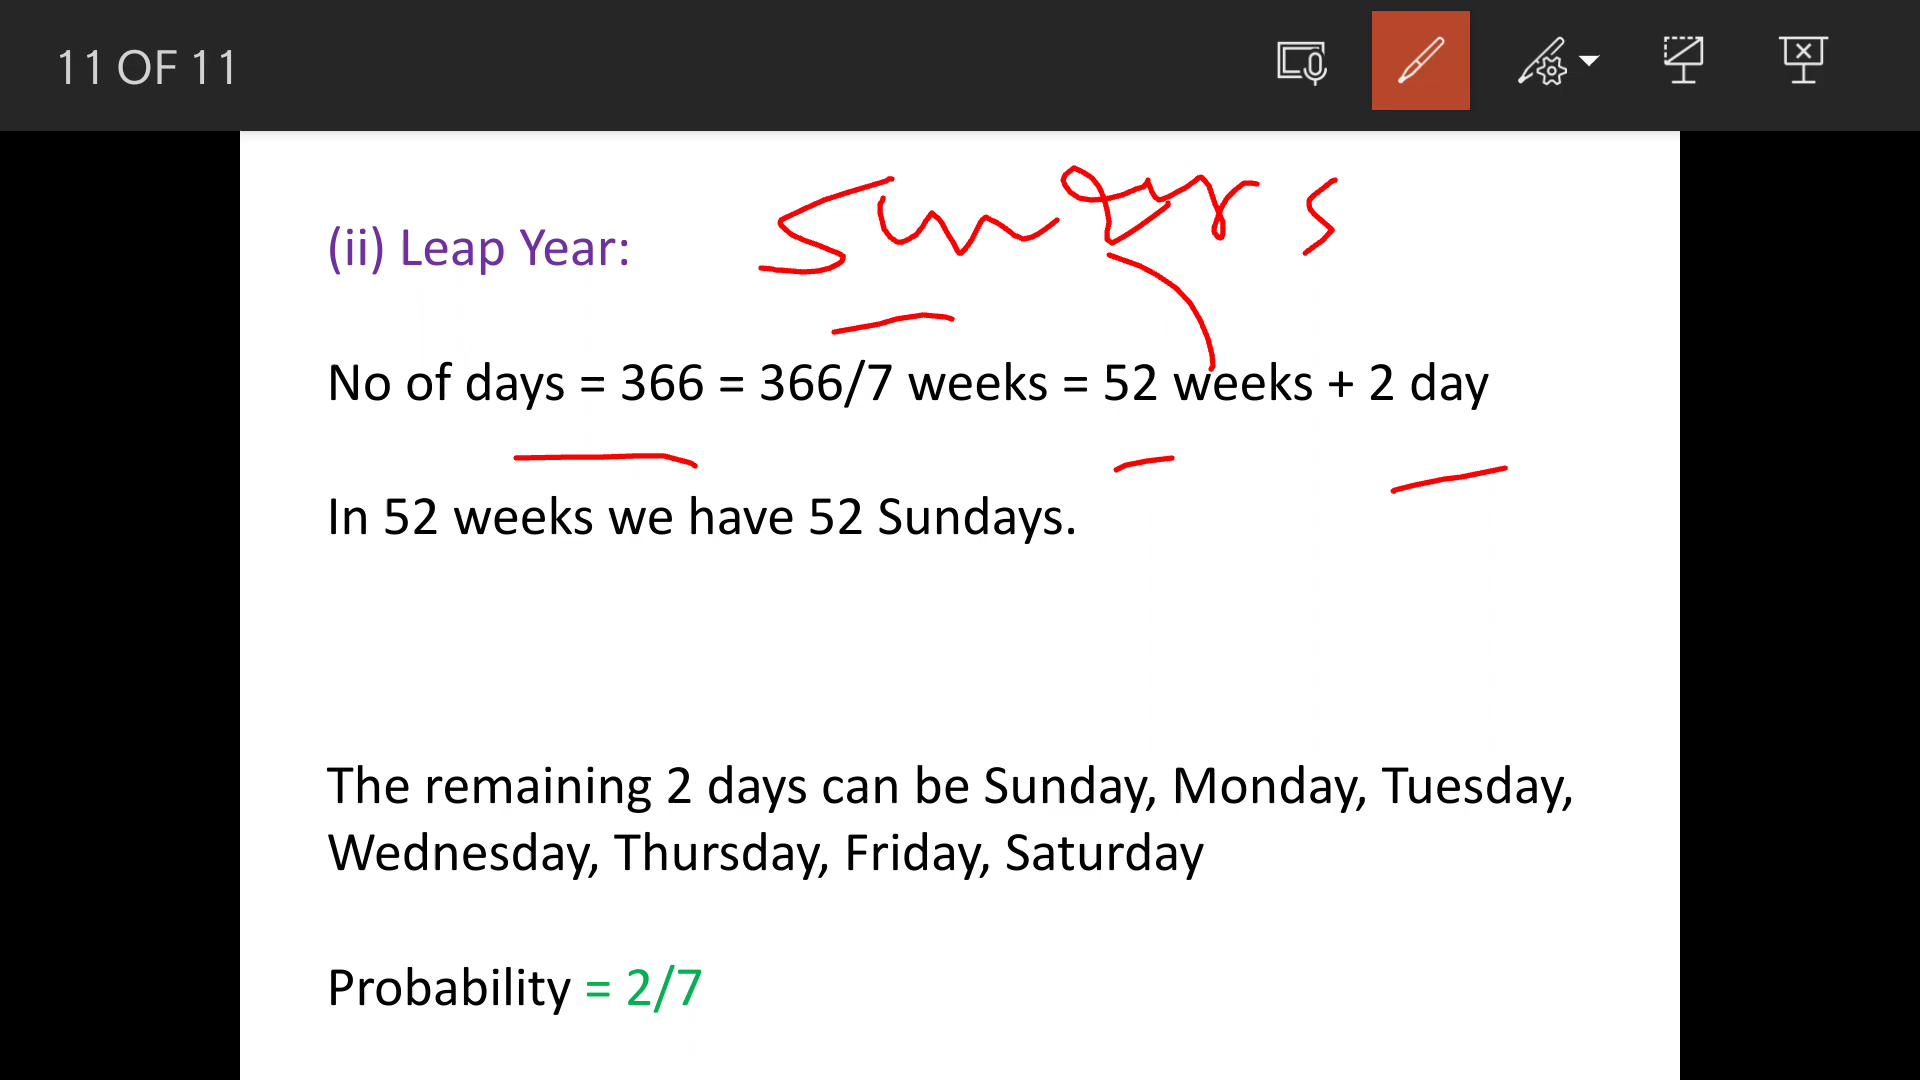 11 OF 11
(ii) Leap Year:
No of days = 366 = 366/7 weeks = 52 weeks + 2 day
In 52 weeks we have 52 Sundays.
The remaining 2 days can be Sunday, Monday, Tuesday,
Wednesday, Thursday, Friday, Saturday
Probability = 2/7